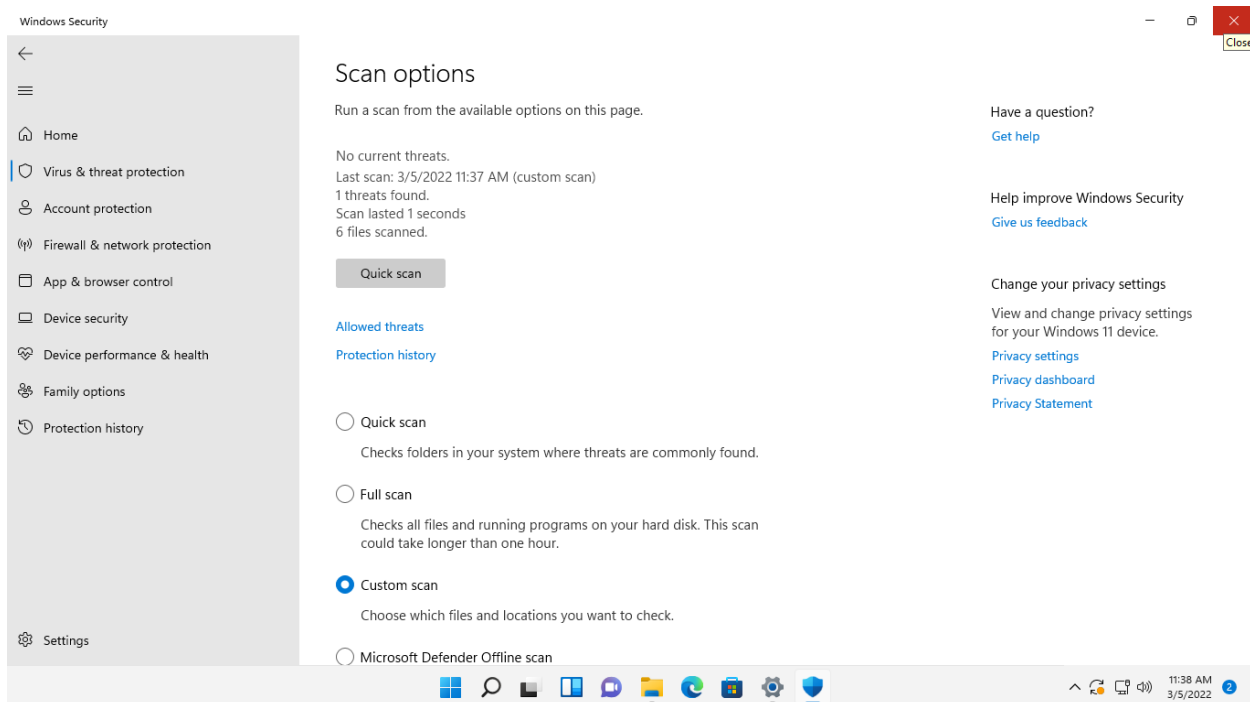 Windows Security
Close
Home
Virus & threat protection
Account protection
Firewall & network protection
App & browser control
Device security
Device performance & health
Family options
Protection history
Settings
Scan options
Run a scan from the available options on this page.
No current threats.
Last scan: 3/5/2022 11:37 AM (custom scan)
1 threats found.
Scan lasted 1 seconds
6 files scanned.
Quick scan
Allowed threats
Protection history
Quick scan
Checks folders in your system where threats are commonly found.
Full scan
Checks all files and running programs on your hard disk. This scan
could take longer than one hour.
Custom scan
Choose which files and locations you want to check.
Microsoft Defender Offline scan
Have a question?
Get help
Help improve Windows Security
Give us feedback
Change your privacy settings
View and change privacy settings
for your Windows 11 device.
Privacy settings
Privacy dashboard
Privacy Statement
11:38 AM
3/5/2022
2